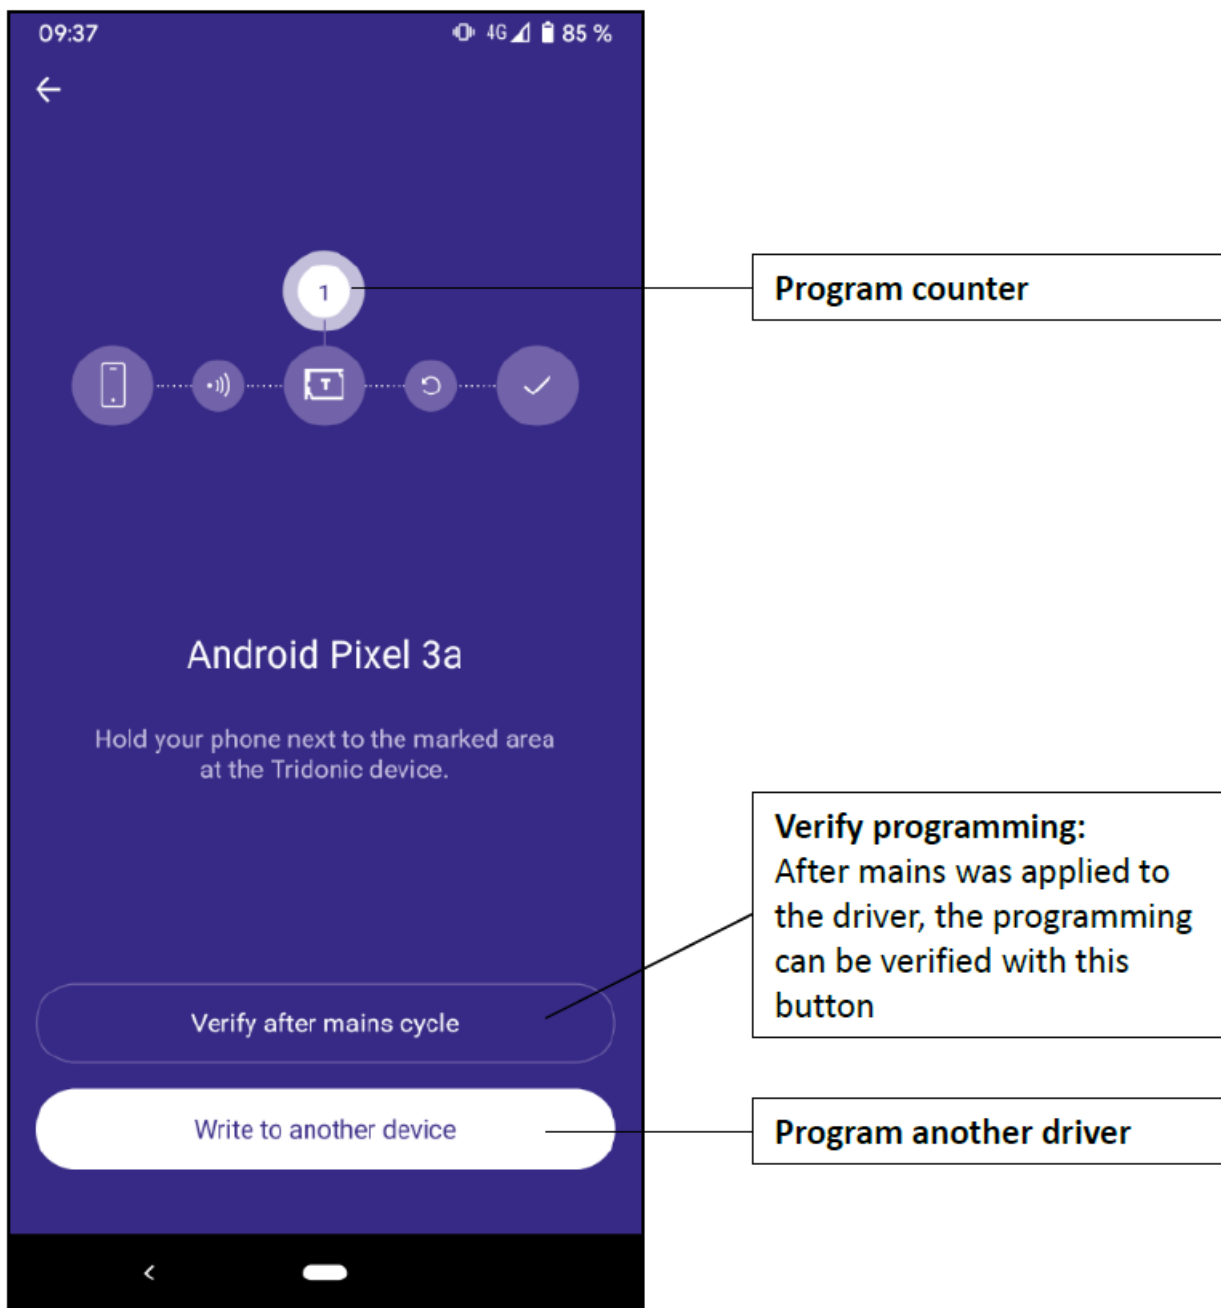 09:37
4G 85 %
1
Program counter
T
Android Pixel 3a
Hold your phone next to the marked area
at the Tridonic device.
Verify programming:
After mains was applied to
the driver, the programming
can be verified with this
button
Verify after mains cycle
Write to another device
Program another driver